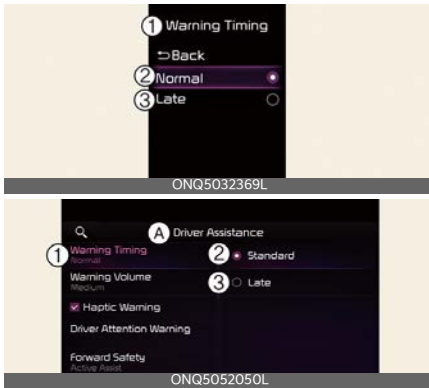 1 Warning Timing
Back
2 Normal
3 Late
ONQ5032369L
A Driver Assistance
1 Warning Timing
Normal
2 Standard
Warning Volume
Medium
3 Late
Haptic Warning
Driver Attention Warning
Forward Safety
Active Assist
ONQ5052050L